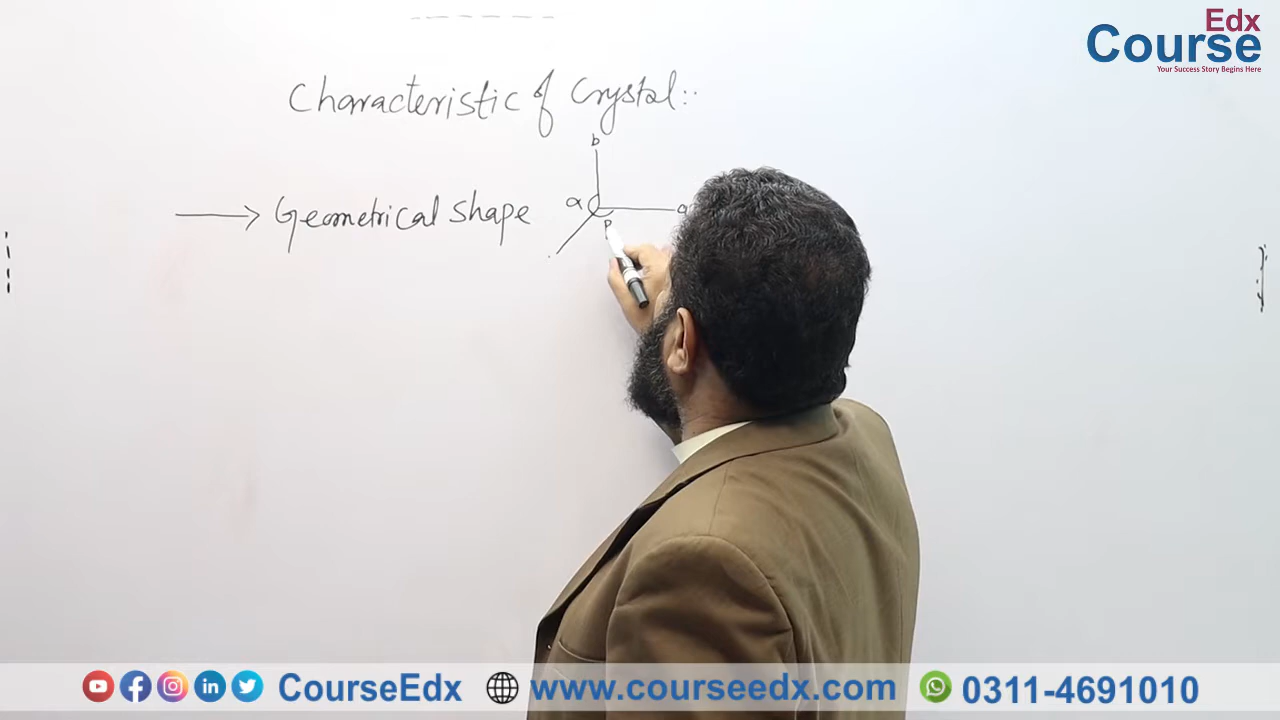 Edx
Course
Your Success Story Begins Here
Characteristic of Crystal::
b
→ Geometrical shape
α
a
β
CourseEdx
www.courseedx.com
0311-4691010